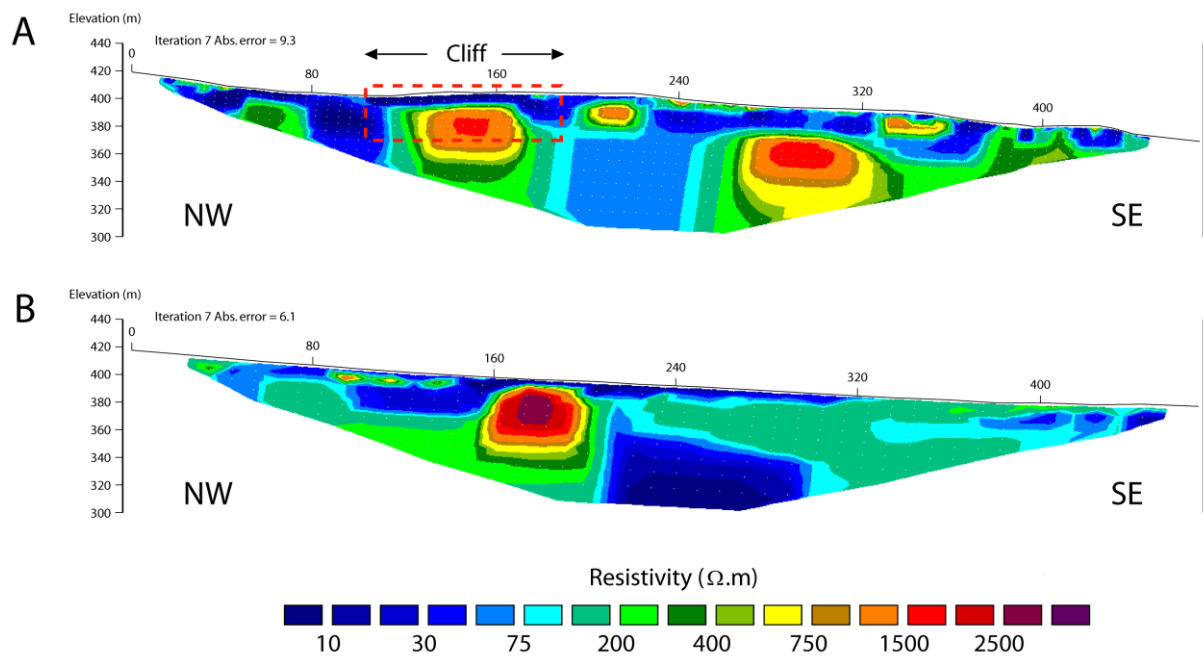 A
Elevation (m)
Iteration 7 Abs. error = 9.3
Cliff
440
420
400
380
360
340
320
300
0
80
160
240
320
400
NW
SE
B
Elevation (m)
Iteration 7 Abs. error = 6.1
440
420
400
380
360
340
320
300
0
80
160
240
320
400
NW
SE
Resistivity (Ω.m)
10 30 75 200 400 750 1500 2500